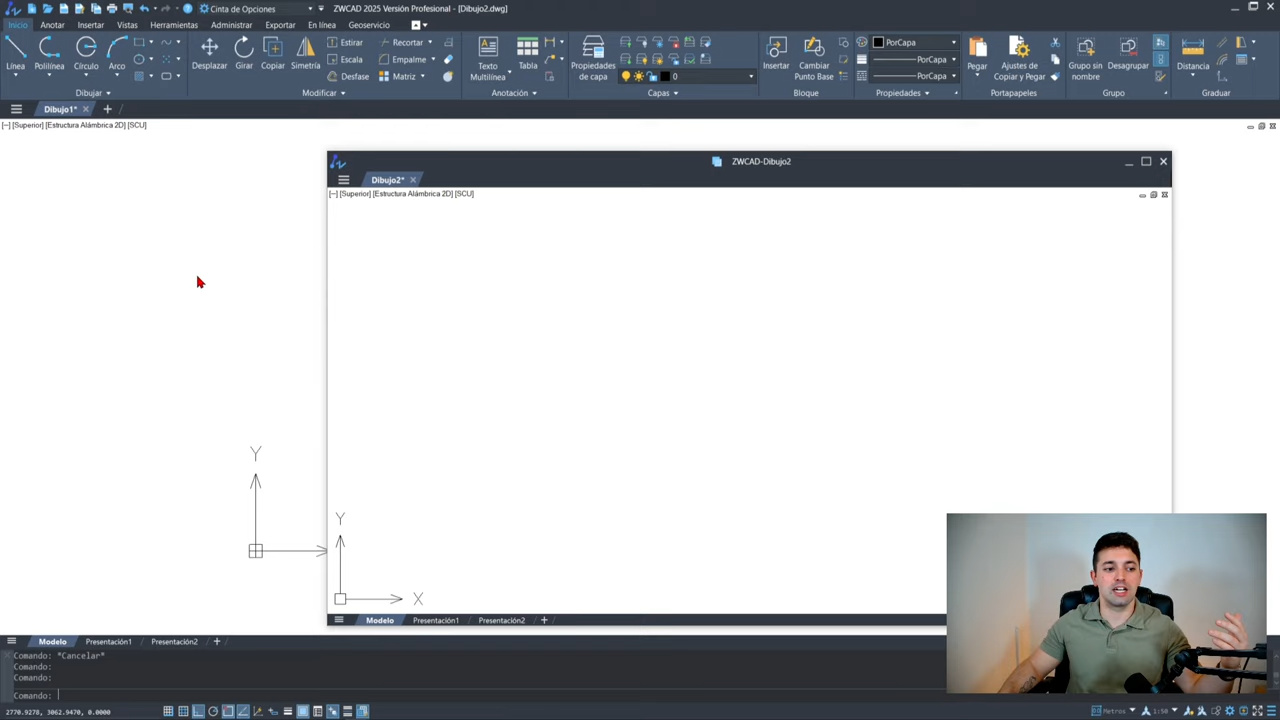 Cinta de Opciones
ZWCAD 2025 Versión Profesional - [Dibujo2.dwg]
Inicio Anotar Insertar Vistas Herramientas Administrar Exportar En línea Geoservicio
Línea Polilínea Círculo Arco
Desplazar Girar Copiar Simetría
Estirar Recortar
Escala Empalme
Desfase Matriz
Texto Multilínea
Tabla
Propiedades de capa
0
Insertar
Cambiar Punto Base
PorCapa
PorCapa
PorCapa
Pegar
Ajustes de Copiar y Pegar
Grupo sin nombre
Desagrupar
Distancia
Dibujar Modificar Anotación Capas Bloque Propiedades Portapapeles Grupo Graduar
Dibujo1*
[−] [Superior] [Estructura Alámbrica 2D] [SCU]
ZWCAD-Dibujo2
Dibujo2*
[−] [Superior] [Estructura Alámbrica 2D] [SCU]
Y
Y
X
Modelo Presentación1 Presentación2 +
Modelo Presentación1 Presentación2 +
Comando: *Cancelar*
Comando:
Comando:
Comando:
2770.9278, 3062.9470, 0.0000
Metros 1:50